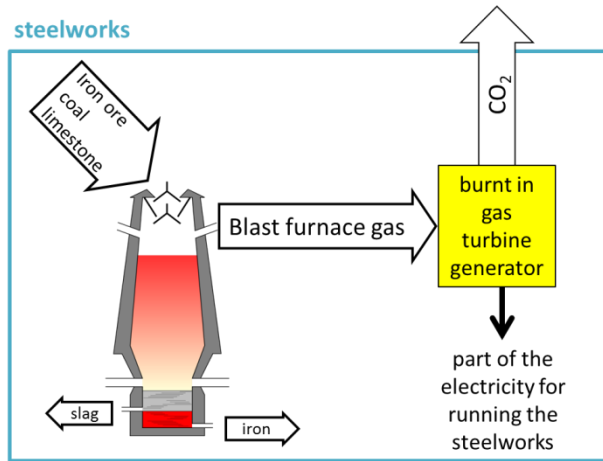 steelworks
Iron ore
coal
limestone
CO₂
Blast furnace gas
burnt in
gas
turbine
generator
part of the
electricity for
running the
steelworks
slag
iron